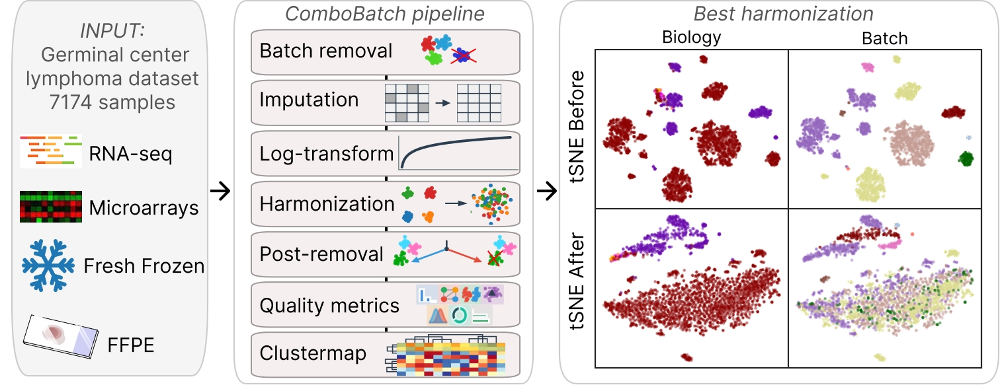 INPUT:
Germinal center
lymphoma dataset
7174 samples
RNA-seq
Microarrays
Fresh Frozen
FFPE
ComboBatch pipeline
Batch removal
Imputation
Log-transform
Harmonization
Post-removal
Quality metrics
Clustermap
Best harmonization
Biology
Batch
tSNE Before
tSNE After